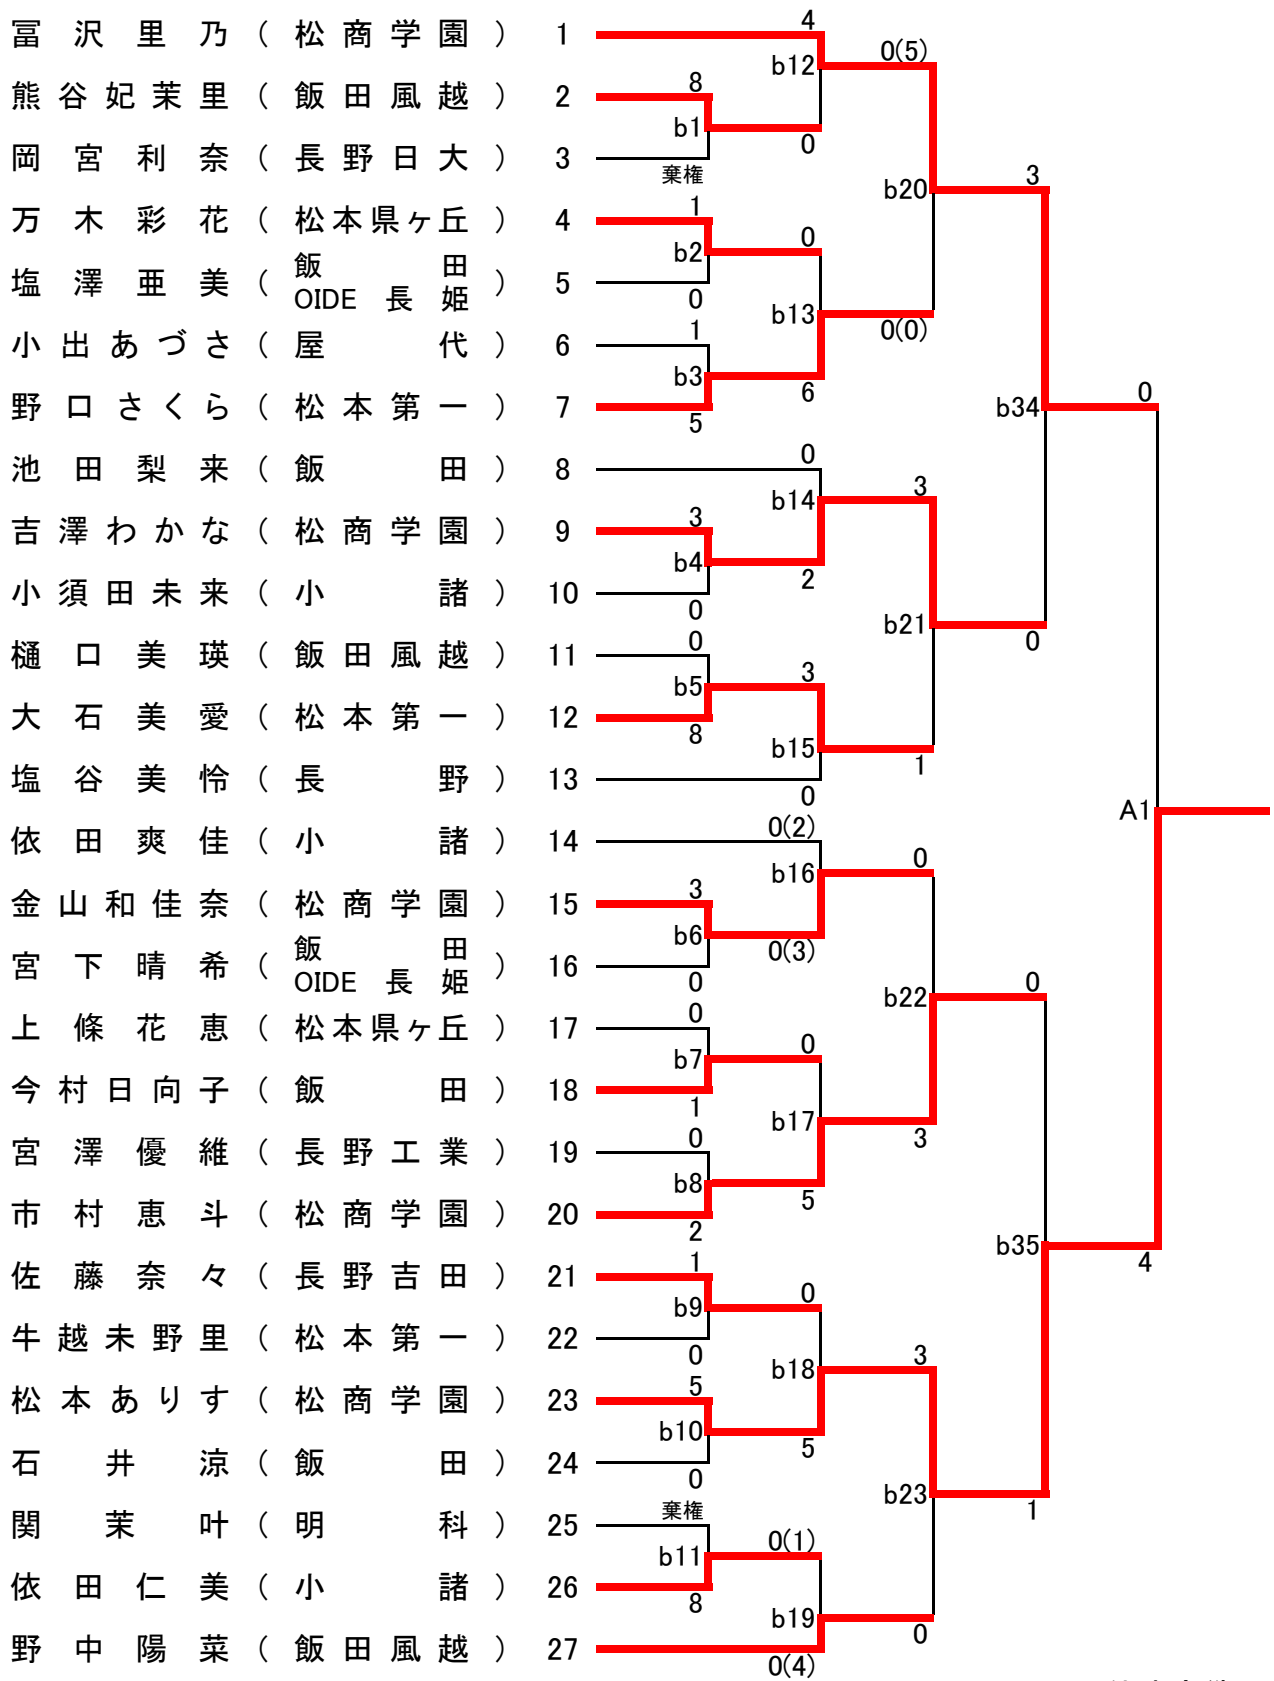 冨沢里乃（松商学園）1
熊谷妃茉里（飯田風越）2
岡宮利奈（長野日大）3
万木彩花（松本県ヶ丘）4
塩澤亜美（飯田OIDE長姫）5
小出あづさ（屋代）6
野口さくら（松本第一）7
池田梨来（飯田）8
吉澤わかな（松商学園）9
小須田未来（小諸）10
樋口美瑛（飯田風越）11
大石美愛（松本第一）12
塩谷美怜（長野）13
依田爽佳（小諸）14
金山和佳奈（松商学園）15
宮下晴希（飯田OIDE長姫）16
上條花恵（松本県ヶ丘）17
今村日向子（飯田）18
宮澤優維（長野工業）19
市村恵斗（松商学園）20
佐藤奈々（長野吉田）21
牛越未野里（松本第一）22
松本ありす（松商学園）23
石井涼（飯田）24
関茉叶（明科）25
依田仁美（小諸）26
野中陽菜（飯田風越）27
8
b1
棄権
1
b2
0
1
b3
5
3
b4
0
0
b5
8
3
b6
0
0
b7
1
0
b8
2
1
b9
0
5
b10
0
棄権
b11
8
4
b12
0
0
b13
6
0
b14
2
3
b15
0
0(2)
b16
0(3)
0
b17
5
0
b18
5
0(1)
b19
0(4)
0(5)
b20
0(0)
3
b21
1
0
b22
3
3
b23
0
3
b34
0
0
b35
1
0
A1
4